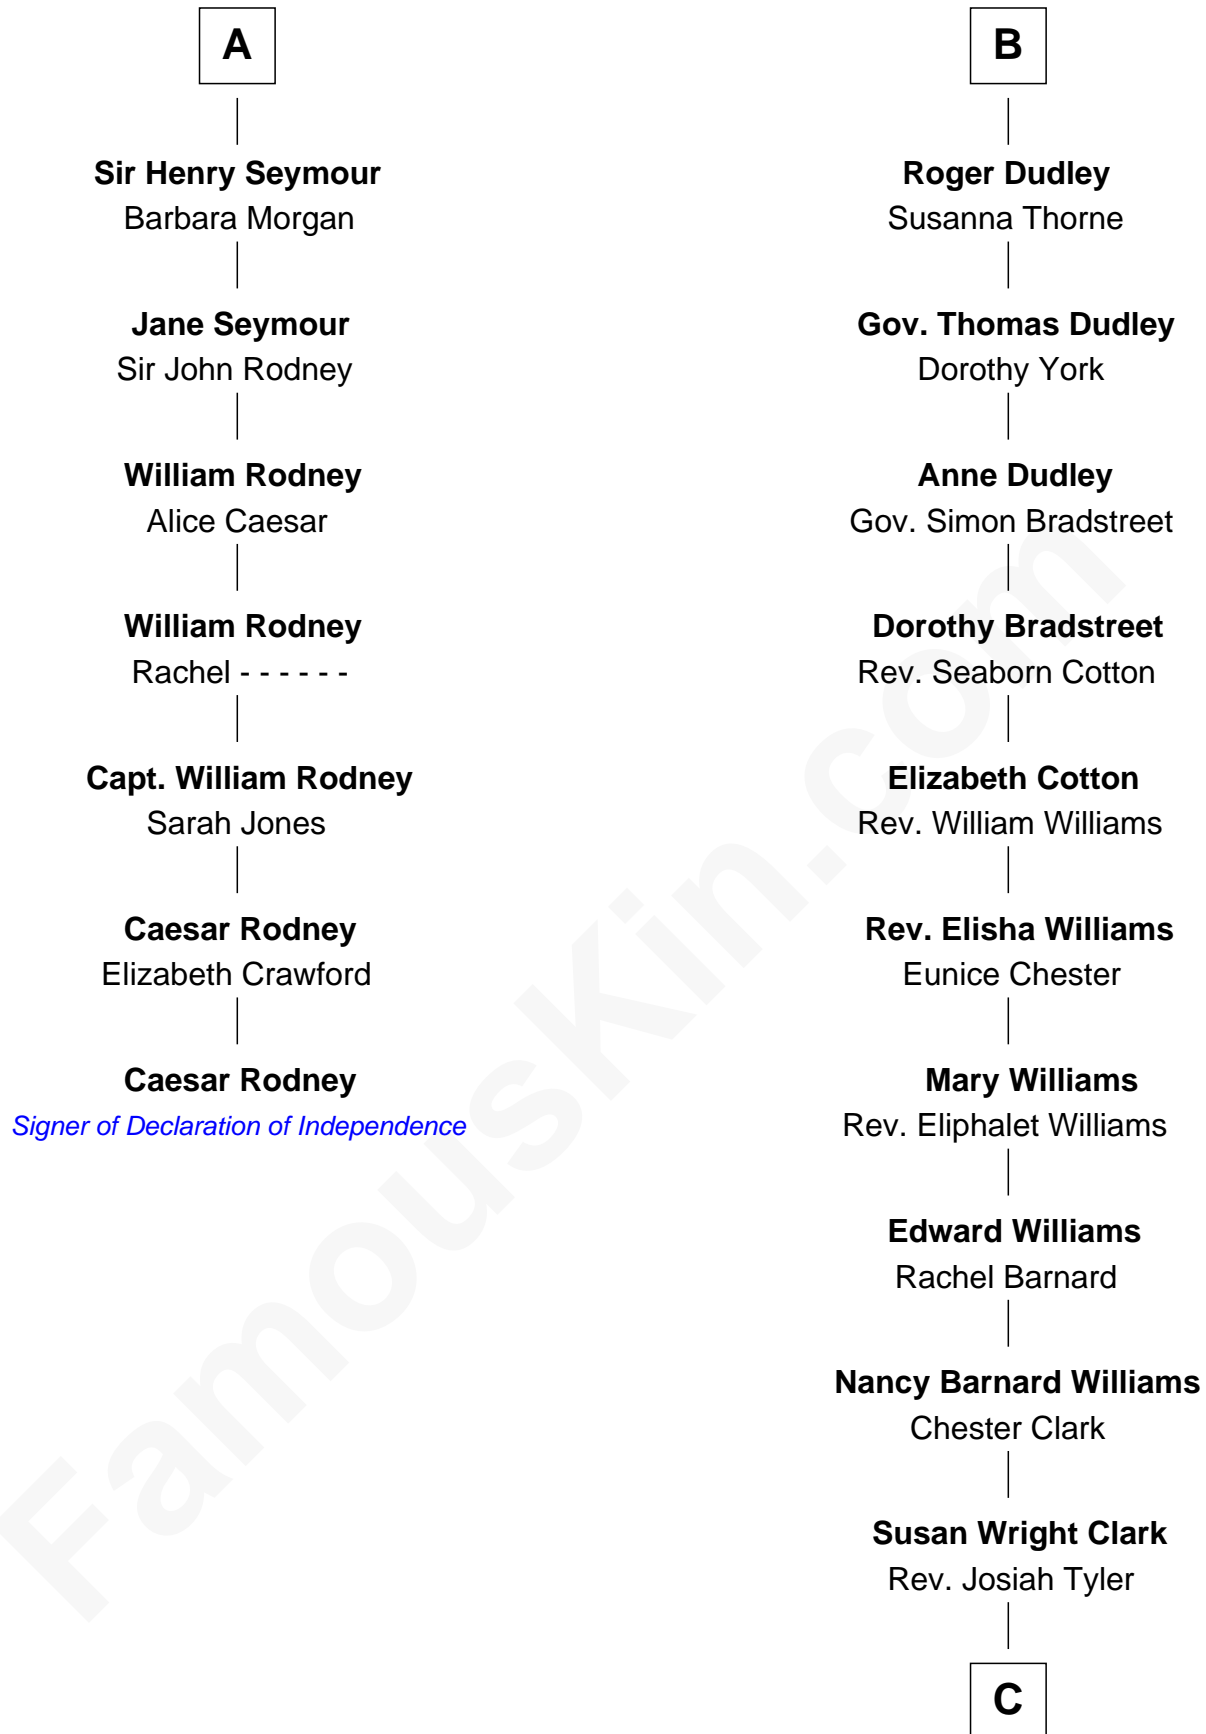 A
Sir Henry Seymour
Barbara Morgan
Jane Seymour
Sir John Rodney
William Rodney
Alice Caesar
William Rodney
Rachel - - - - - -
Capt. William Rodney
Sarah Jones
Caesar Rodney
Elizabeth Crawford
Caesar Rodney
Signer of Declaration of Independence
B
Roger Dudley
Susanna Thorne
Gov. Thomas Dudley
Dorothy York
Anne Dudley
Gov. Simon Bradstreet
Dorothy Bradstreet
Rev. Seaborn Cotton
Elizabeth Cotton
Rev. William Williams
Rev. Elisha Williams
Eunice Chester
Mary Williams
Rev. Eliphalet Williams
Edward Williams
Rachel Barnard
Nancy Barnard Williams
Chester Clark
Susan Wright Clark
Rev. Josiah Tyler
C
FamousKin.com